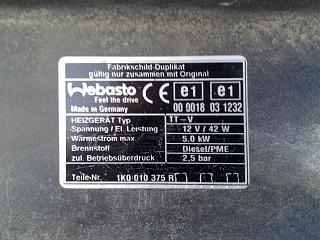 Fabrikschild-Duplikat
gültig nur zusammen mit Original
Webasto CE e1 e1
Feel the drive
Made in Germany 00 0018 03 1232
HEIZGERÄT Typ TT-V
Spannung / El. Leistung 12 V / 42 W
Wärmestrom max. 5,0 kW
Brennstoff Diesel/PME
zul. Betriebsüberdruck 2,5 bar
Teile-Nr. 1K0 010 375 R